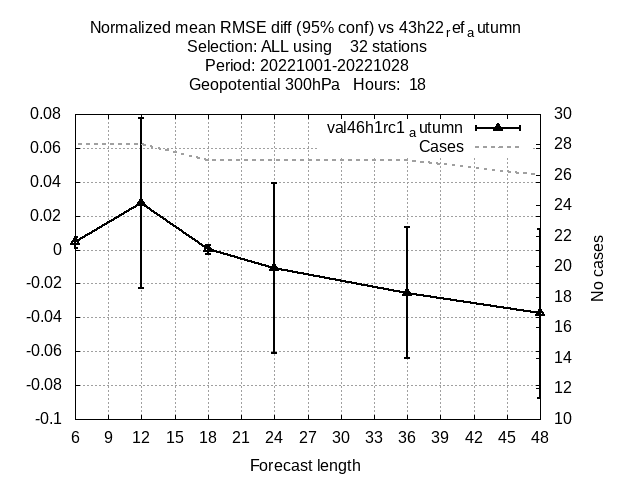 Normalized mean RMSE diff (95% conf) vs 43h22refautumn
Selection: ALL using 32 stations
Period: 20221001-20221028
Geopotential 300hPa Hours: 18
val46h1rc1autumn
Cases
0.08
0.06
0.04
0.02
0
-0.02
-0.04
-0.06
-0.08
-0.1
30
28
26
24
22
20
18
16
14
12
10
No cases
6 9 12 15 18 21 24 27 30 33 36 39 42 45 48
Forecast length